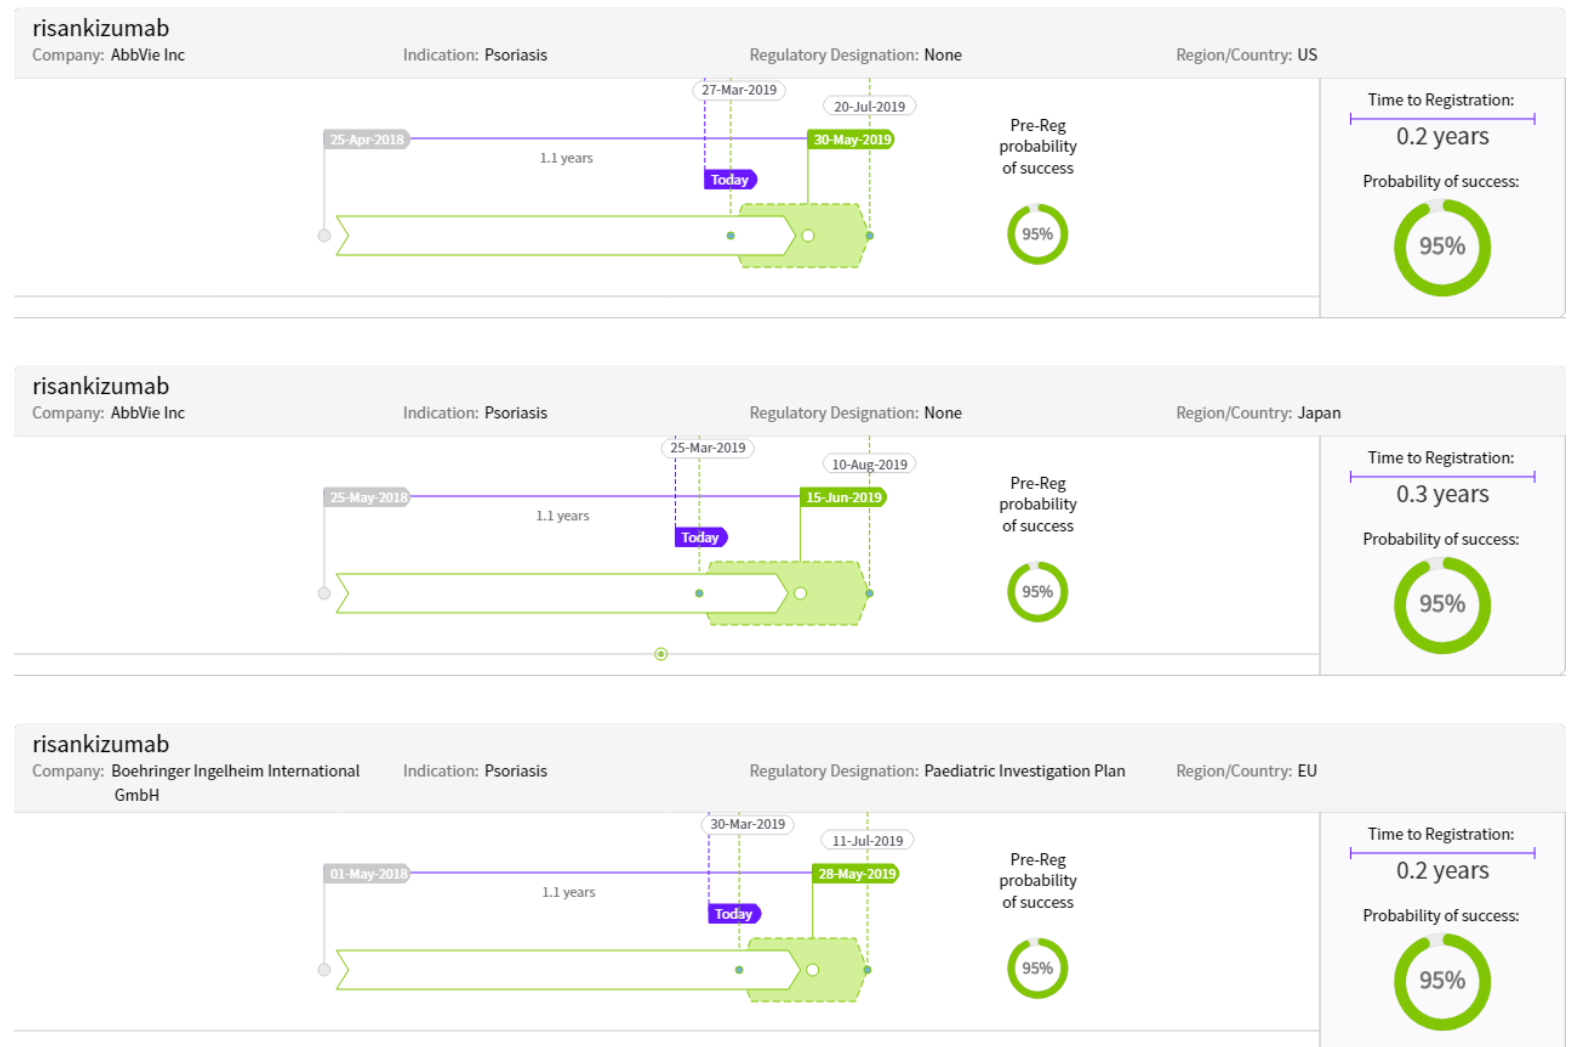 risankizumab
Company: AbbVie Inc Indication: Psoriasis Regulatory Designation: None Region/Country: US
27-Mar-2019
20-Jul-2019
25-Apr-2018
30-May-2019
1.1 years
Today
Pre-Reg
probability
of success
95%
Time to Registration:
0.2 years
Probability of success:
95%
risankizumab
Company: AbbVie Inc Indication: Psoriasis Regulatory Designation: None Region/Country: Japan
25-Mar-2019
10-Aug-2019
25-May-2018
15-Jun-2019
1.1 years
Today
Pre-Reg
probability
of success
95%
Time to Registration:
0.3 years
Probability of success:
95%
risankizumab
Company: Boehringer Ingelheim International Indication: Psoriasis Regulatory Designation: Paediatric Investigation Plan Region/Country: EU
GmbH
30-Mar-2019
11-Jul-2019
01-May-2018
28-May-2019
1.1 years
Today
Pre-Reg
probability
of success
95%
Time to Registration:
0.2 years
Probability of success:
95%